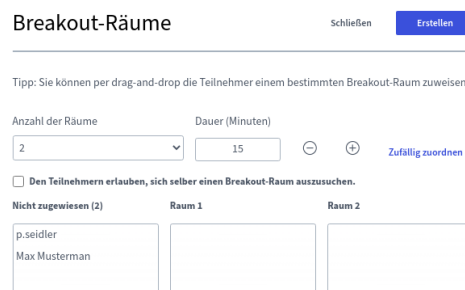 Breakout-Räume
Schließen
Erstellen
Tipp: Sie können per drag-and-drop die Teilnehmer einem bestimmten Breakout-Raum zuweisen
Anzahl der Räume
Dauer (Minuten)
2
15
Zufällig zuordnen
Den Teilnehmern erlauben, sich selber einen Breakout-Raum auszusuchen.
Nicht zugewiesen (2)
Raum 1
Raum 2
p.seidler
Max Musterman